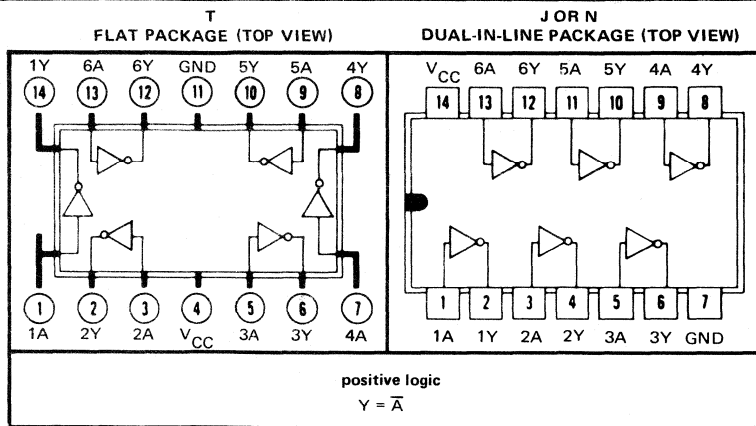 T
FLAT PACKAGE (TOP VIEW)
1Y 6A 6Y GND 5Y 5A 4Y
14 13 12 11 10 9 8
1 2 3 4 5 6 7
1A 2Y 2A VCC 3A 3Y 4A
J OR N
DUAL-IN-LINE PACKAGE (TOP VIEW)
VCC 6A 6Y 5A 5Y 4A 4Y
14 13 12 11 10 9 8
1 2 3 4 5 6 7
1A 1Y 2A 2Y 3A 3Y GND
positive logic
Y = A̅